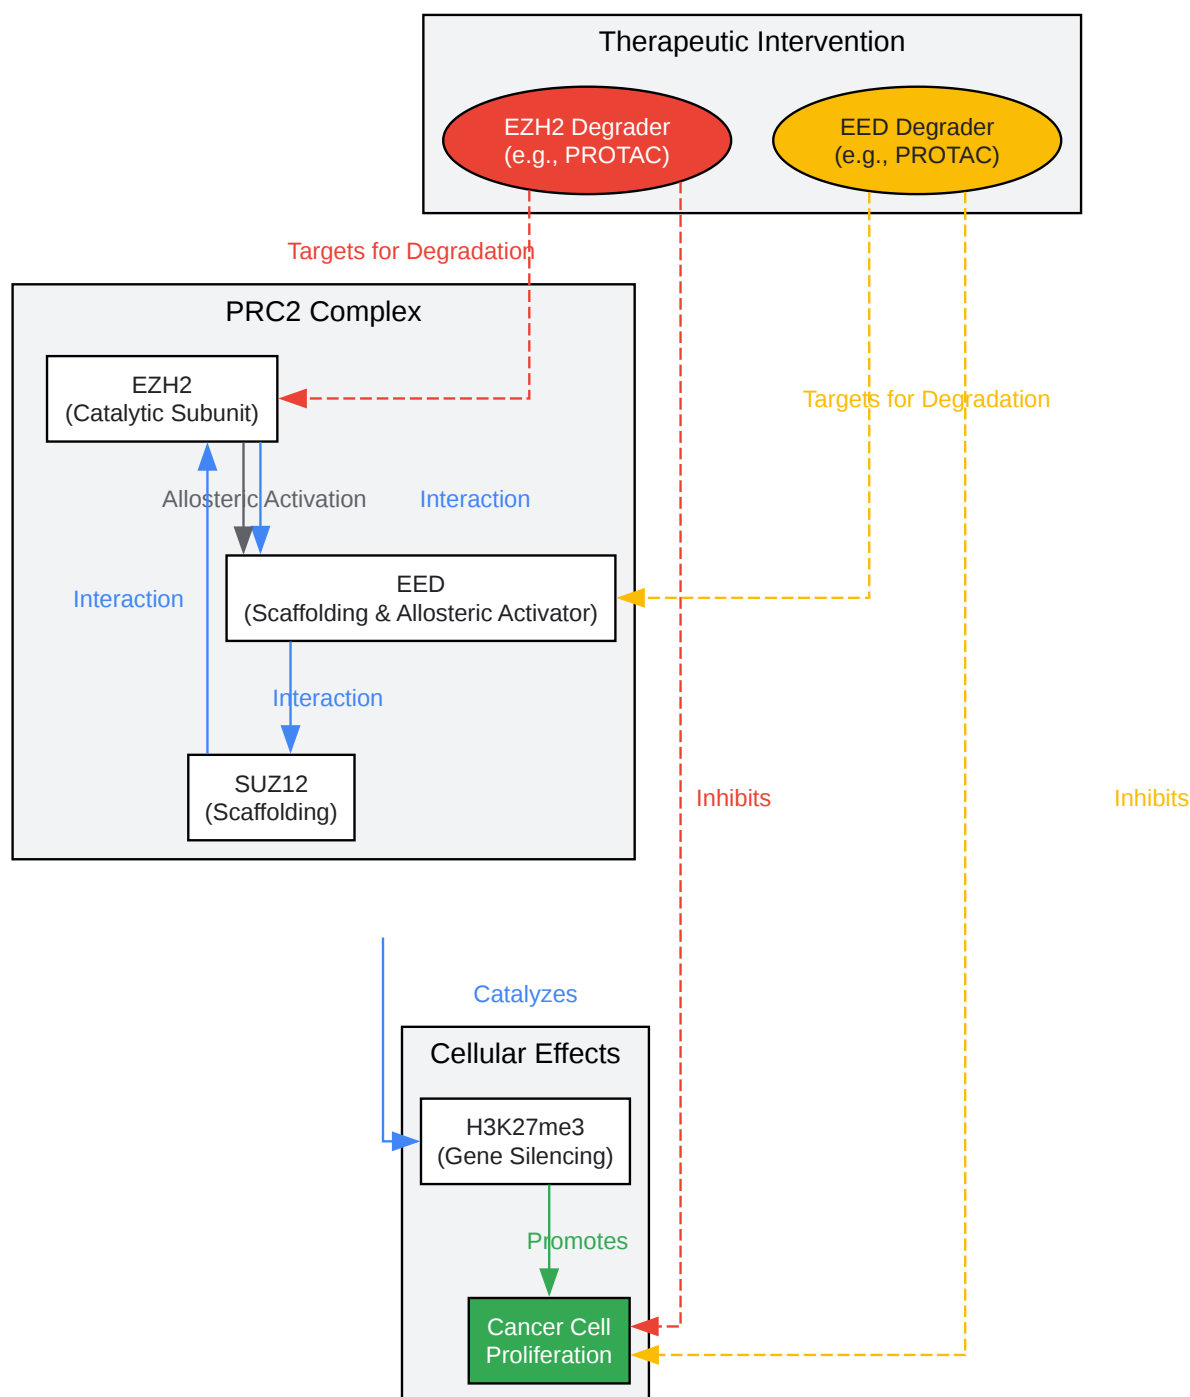 Therapeutic Intervention
EZH2 Degrader
(e.g., PROTAC)
EED Degrader
(e.g., PROTAC)
Targets for Degradation
PRC2 Complex
EZH2
(Catalytic Subunit)
Targets for Degradation
Allosteric Activation
Interaction
Interaction
EED
(Scaffolding & Allosteric Activator)
Interaction
SUZ12
(Scaffolding)
Inhibits
Inhibits
Catalyzes
Cellular Effects
H3K27me3
(Gene Silencing)
Promotes
Cancer Cell
Proliferation